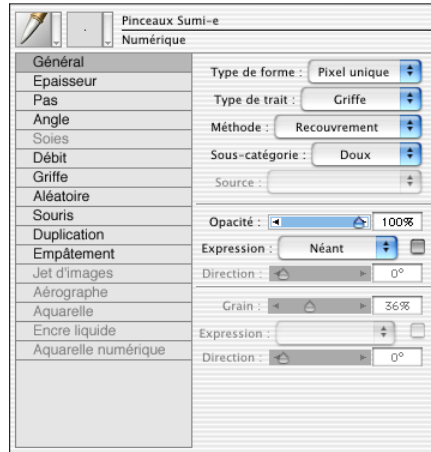 Pinceaux Sumi-e
Numérique
Général
Epaisseur
Pas
Angle
Soies
Débit
Griffe
Aléatoire
Souris
Duplication
Empâtement
Jet d'images
Aérographe
Aquarelle
Encre liquide
Aquarelle numérique
Type de forme : Pixel unique
Type de trait : Griffe
Méthode : Recouvrement
Sous-catégorie : Doux
Source :
Opacité : 100%
Expression : Néant
Direction : 0°
Grain : 36%
Expression :
Direction : 0°